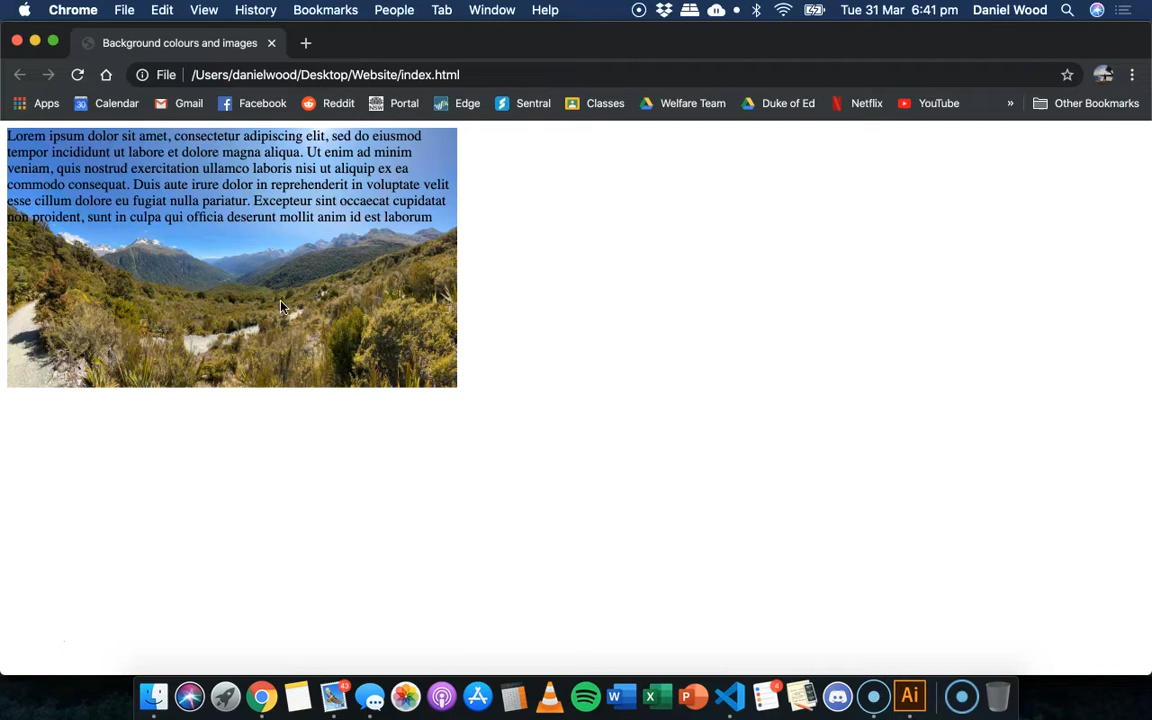 Chrome File Edit View History Bookmarks People Tab Window Help Tue 31 Mar 6:41 pm Daniel Wood
Background colours and images
File /Users/danielwood/Desktop/Website/index.html
Apps Calendar Gmail Facebook Reddit Portal Edge Sentral Classes Welfare Team Duke of Ed Netflix YouTube » Other Bookmarks
Lorem ipsum dolor sit amet, consectetur adipiscing elit, sed do eiusmod
tempor incididunt ut labore et dolore magna aliqua. Ut enim ad minim
veniam, quis nostrud exercitation ullamco laboris nisi ut aliquip ex ea
commodo consequat. Duis aute irure dolor in reprehenderit in voluptate velit
esse cillum dolore eu fugiat nulla pariatur. Excepteur sint occaecat cupidatat
non proident, sunt in culpa qui officia deserunt mollit anim id est laborum
43 W X P 4 Ai